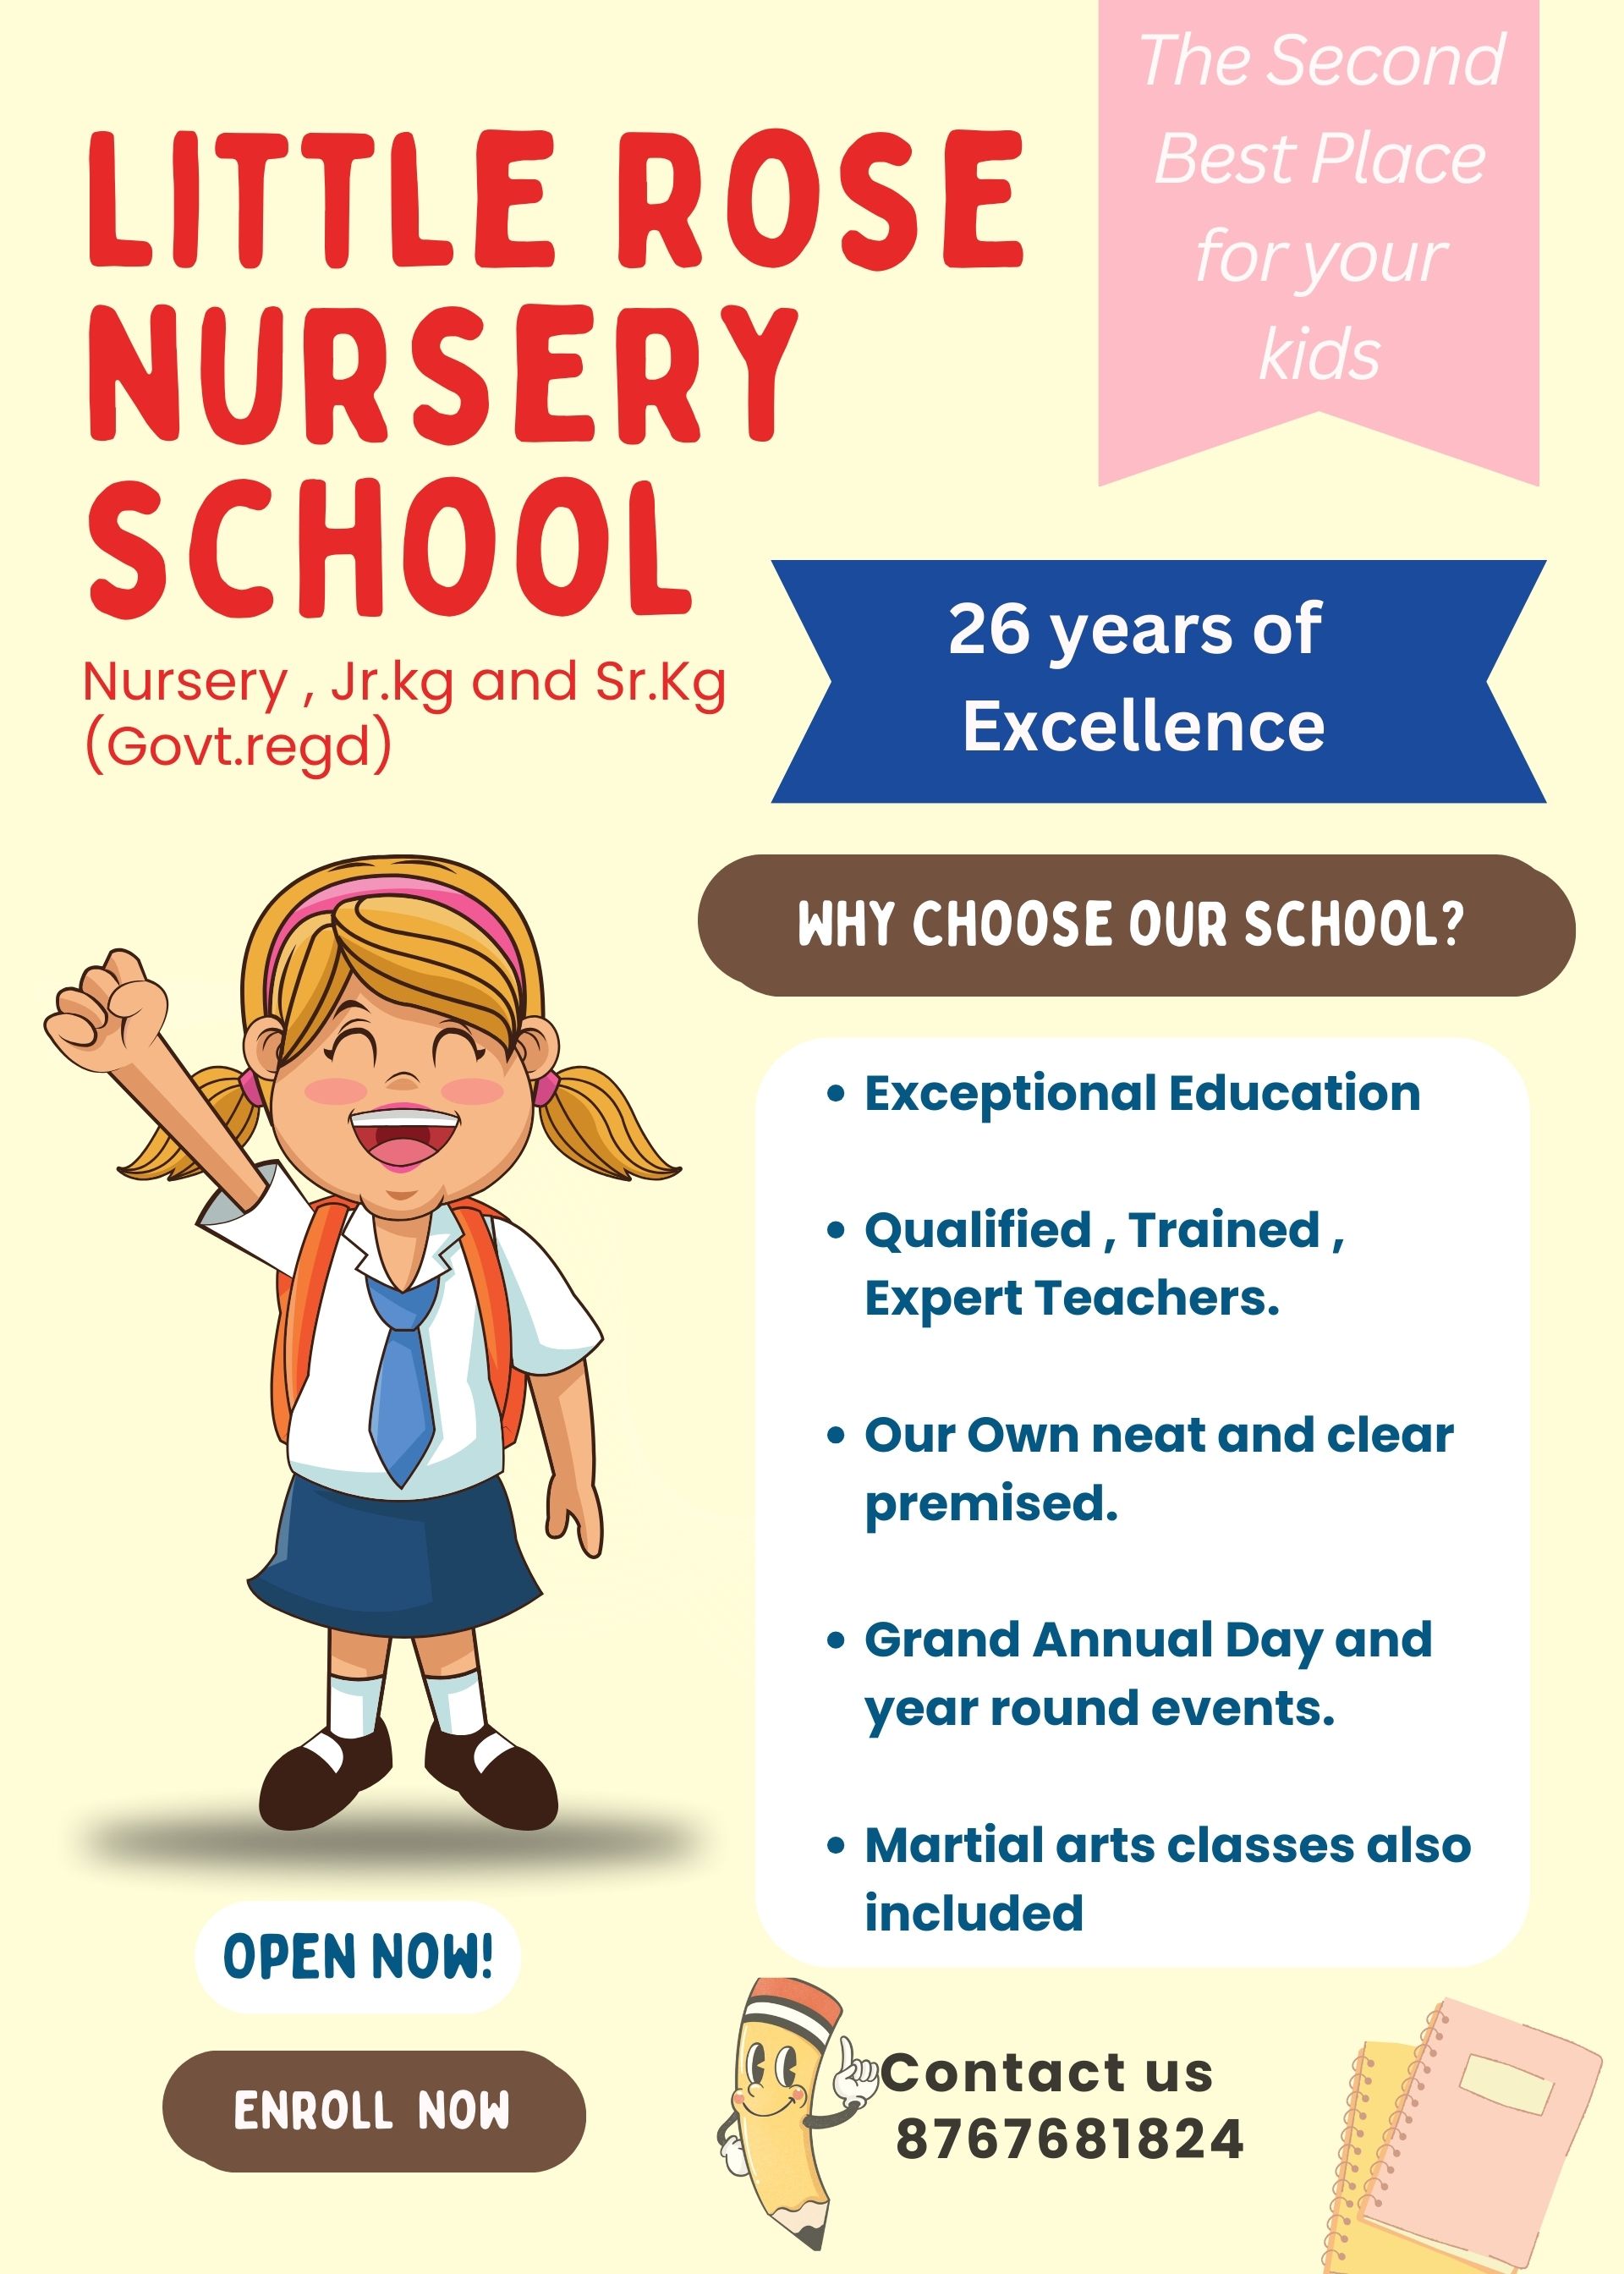 The Second
Best Place
for your
kids
LITTLE ROSE
NURSERY
SCHOOL
Nursery , Jr.kg and Sr.Kg
(Govt.regd)
26 years of
Excellence
WHY CHOOSE OUR SCHOOL?
• Exceptional Education
• Qualified , Trained ,
Expert Teachers.
• Our Own neat and clear
premised.
• Grand Annual Day and
year round events.
• Martial arts classes also
included
OPEN NOW!
ENROLL NOW
Contact us
8767681824